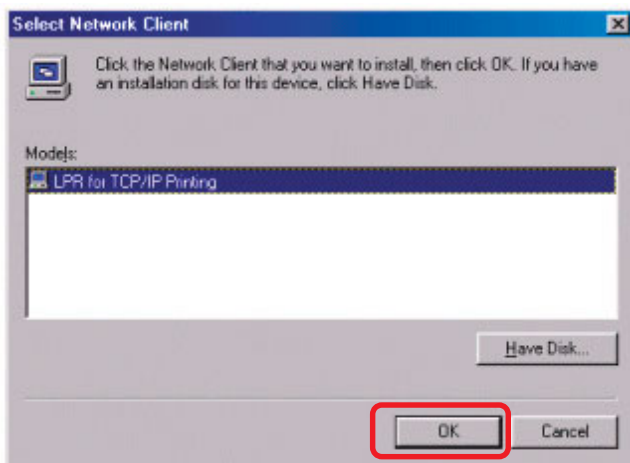 Select Network Client
Click the Network Client that you want to install, then click OK. If you have
an installation disk for this device, click Have Disk.
Models:
LPR for TCP/IP Printing
Have Disk...
OK
Cancel